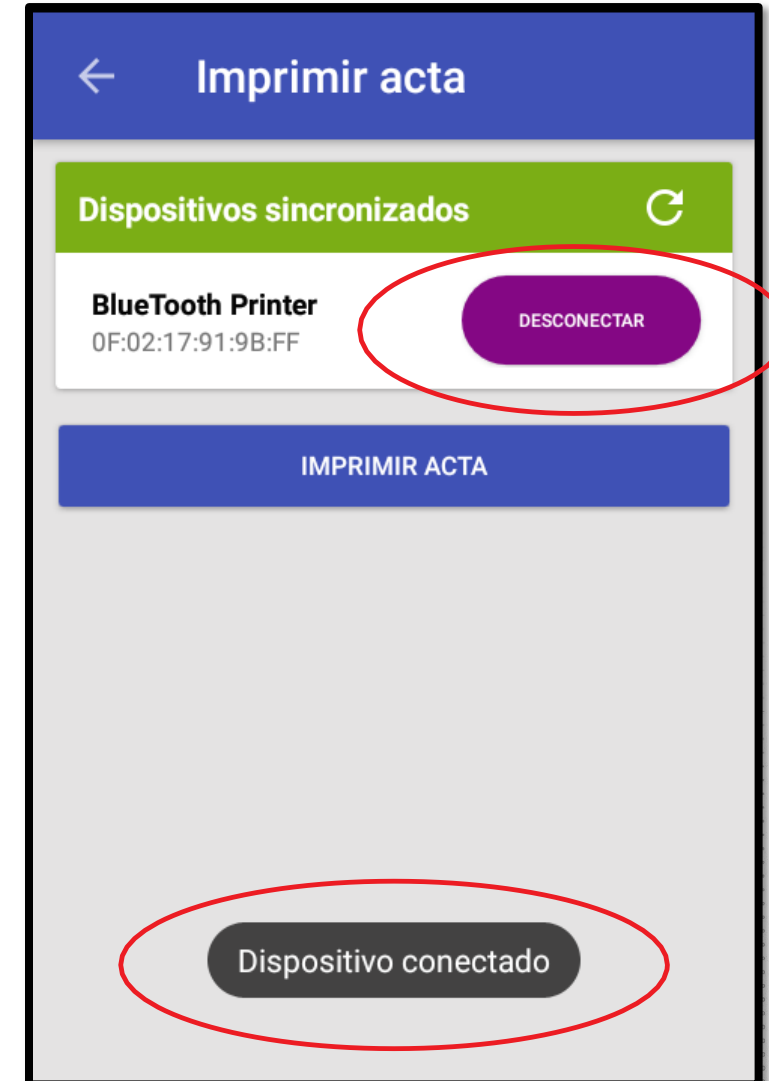 Imprimir acta
Dispositivos sincronizados
BlueTooth Printer
0F:02:17:91:9B:FF
DESCONECTAR
IMPRIMIR ACTA
Dispositivo conectado